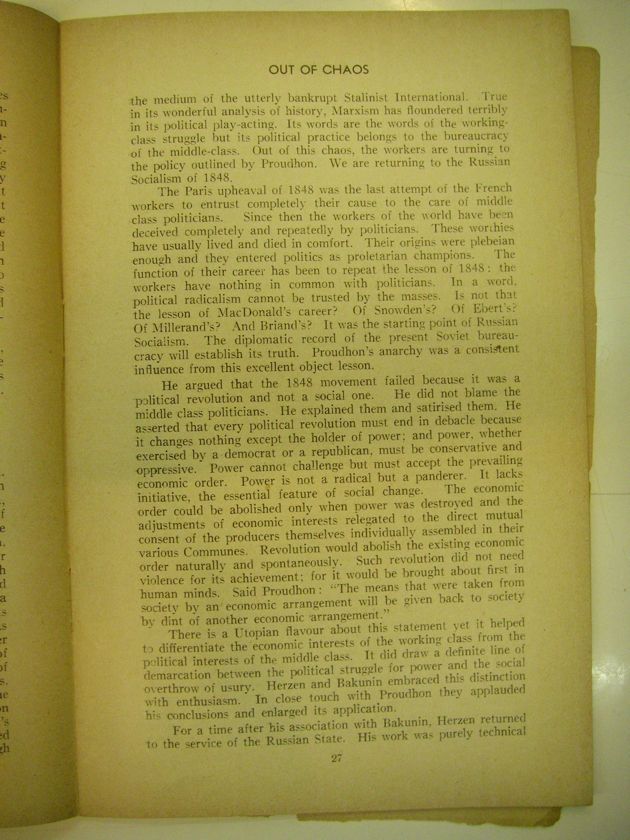 OUT OF CHAOS
the medium of the utterly bankrupt Stalinist International. True
in its wonderful analysis of history, Marxism has floundered terribly
in its political play-acting. Its words are the words of the working-
class struggle but its political practice belongs to the bureaucracy
of the middle-class. Out of this chaos, the workers are turning to
the policy outlined by Proudhon. We are returning to the Russian
Socialism of 1848.
The Paris upheaval of 1848 was the last attempt of the French
workers to entrust completely their cause to the care of middle
class politicians. Since then the workers of the world have been
deceived completely and repeatedly by politicians. These worthies
have usually lived and died in comfort. Their origins were plebeian
enough and they entered politics as proletarian champions. The
function of their career has been to repeat the lesson of 1848: the
workers have nothing in common with politicians. In a word,
political radicalism cannot be trusted by the masses. Is not that
the lesson of MacDonald's career? Of Snowden's? Of Ebert's?
Of Millerand's? And Briand's? It was the starting point of Russian
Socialism. The diplomatic record of the present Soviet bureau-
cracy will establish its truth. Proudhon's anarchy was a consistent
influence from this excellent object lesson.
He argued that the 1848 movement failed because it was a
political revolution and not a social one. He did not blame the
middle class politicians. He explained them and satirised them. He
asserted that every political revolution must end in debacle because
it changes nothing except the holder of power; and power, whether
exercised by a democrat or a republican, must be conservative and
oppressive. Power cannot challenge but must accept the prevailing
economic order. Power is not a radical but a panderer. It lacks
initiative, the essential feature of social change. The economic
order could be abolished only when power was destroyed and the
adjustments of economic interests relegated to the direct mutual
consent of the producers themselves individually assembled in their
various Communes. Revolution would abolish the existing economic
order naturally and spontaneously. Such revolution did not need
violence for its achievement; for it would be brought about first in
human minds. Said Proudhon: "The means that were taken from
society by an economic arrangement will be given back to society
by dint of another economic arrangement."
There is a Utopian flavour about this statement yet it helped
to differentiate the economic interests of the working class from the
political interests of the middle class. It did draw a definite line of
demarcation between the political struggle for power and the social
overthrow of usury. Herzen and Bakunin embraced this distinction
with enthusiasm. In close touch with Proudhon they applauded
his conclusions and enlarged its application.
For a time after his association with Bakunin, Herzen returned
to the service of the Russian State. His work was purely technical
27